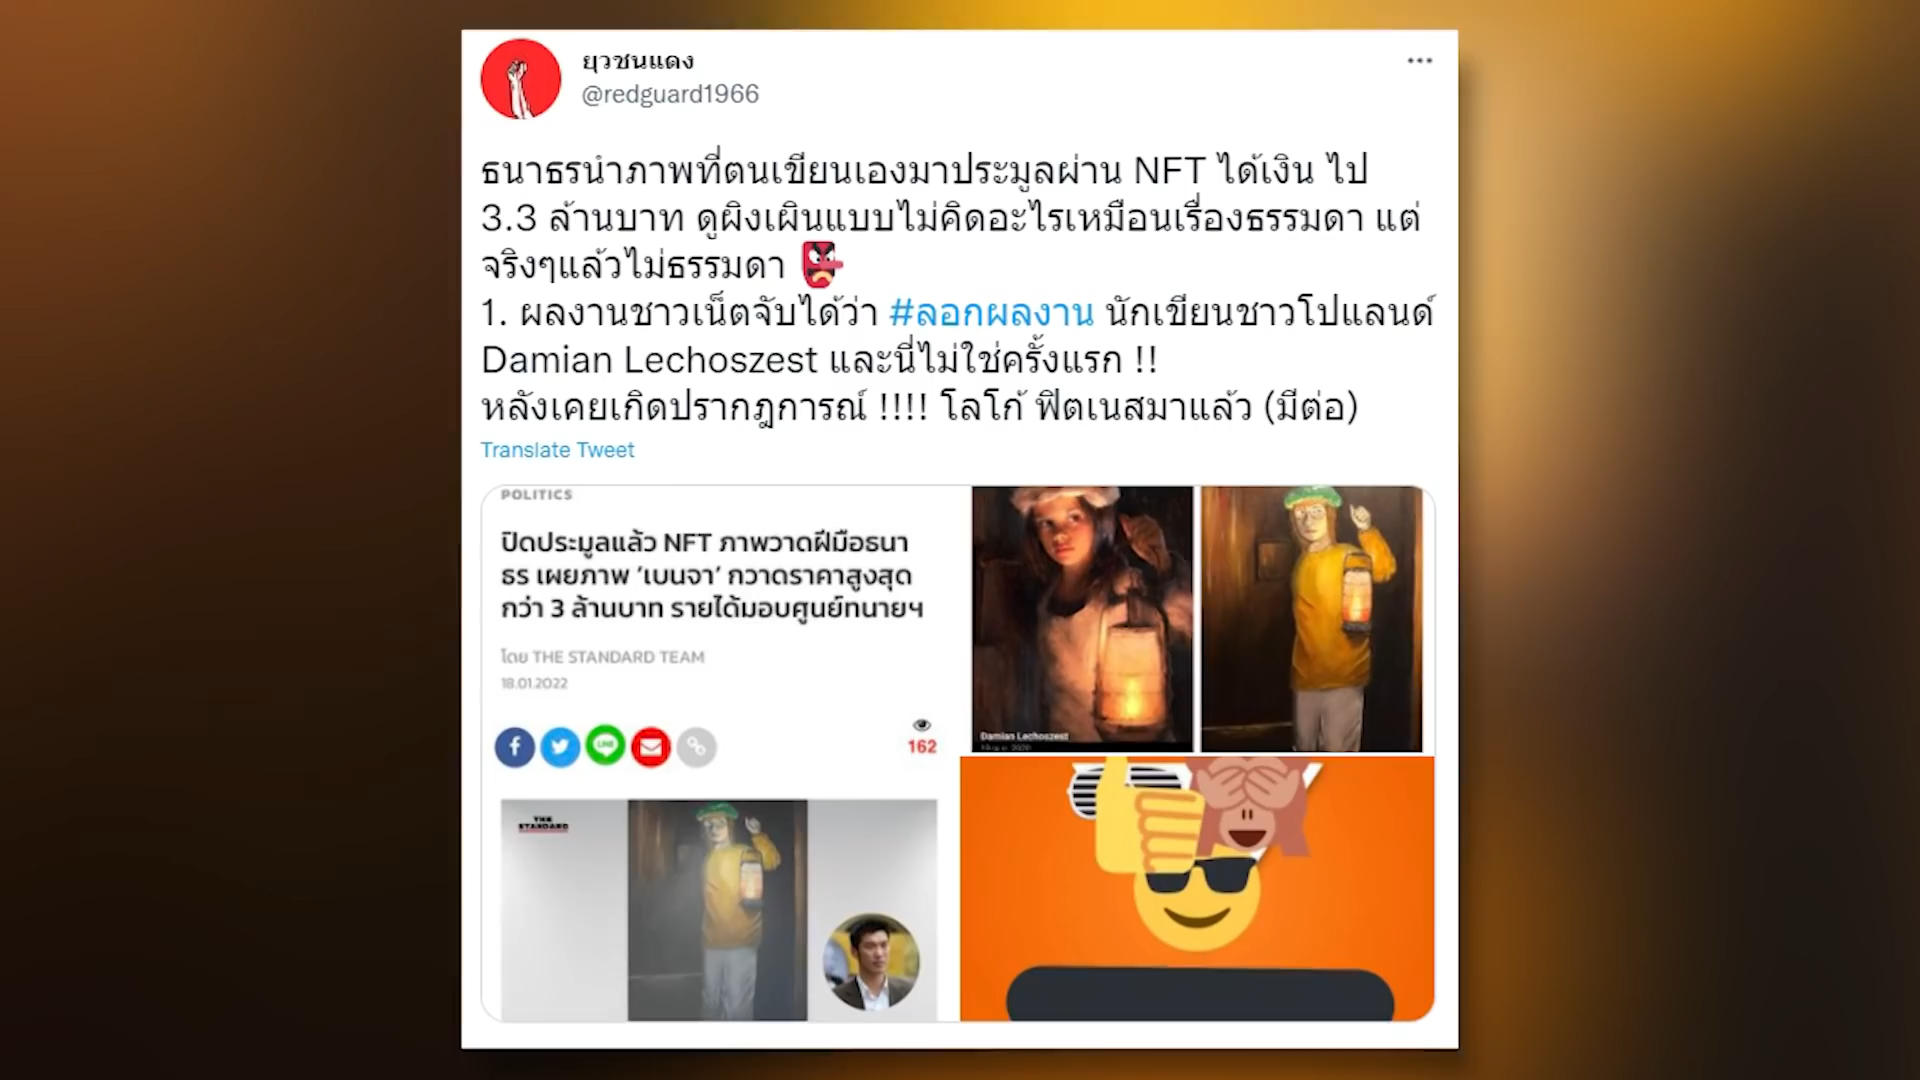 ยุวชนแดง
@redguard1966
ธนาธรนำภาพที่ตนเขียนเองมาประมูลผ่าน NFT ได้เงิน ไป
3.3 ล้านบาท ดูผิงเผินแบบไม่คิดอะไรเหมือนเรื่องธรรมดา แต่
จริงๆแล้วไม่ธรรมดา
1. ผลงานชาวเน็ตจับได้ว่า #ลอกผลงาน นักเขียนชาวโปแลนด์
Damian Lechoszest และนี่ไม่ใช่ครั้งแรก !!
หลังเคยเกิดปรากฎการณ์ !!!! โลโก้ ฟิตเนสมาแล้ว (มีต่อ)
Translate Tweet
POLITICS
ปิดประมูลแล้ว NFT ภาพวาดฝีมือธนา
ธร เผยภาพ ‘เบนจา’ กวาดราคาสูงสุด
กว่า 3 ล้านบาท รายได้มอบศูนย์ทนายฯ
โดย THE STANDARD TEAM
18.01.2022
LINE
162
THE
STANDARD
Damian Lechoszest